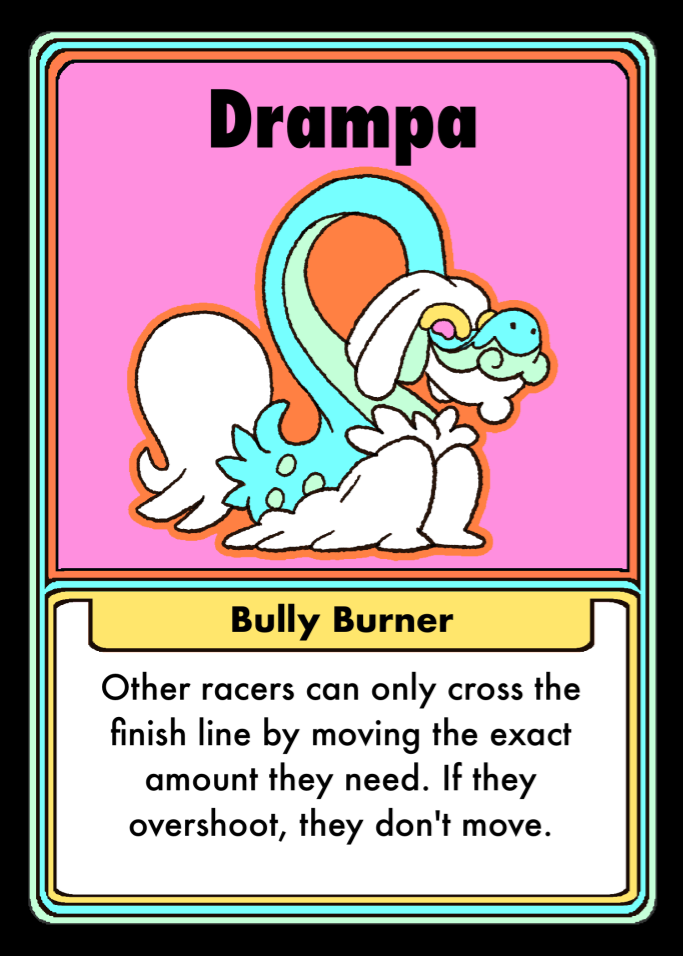 Drampa
Bully Burner
Other racers can only cross the
finish line by moving the exact
amount they need. If they
overshoot, they don't move.